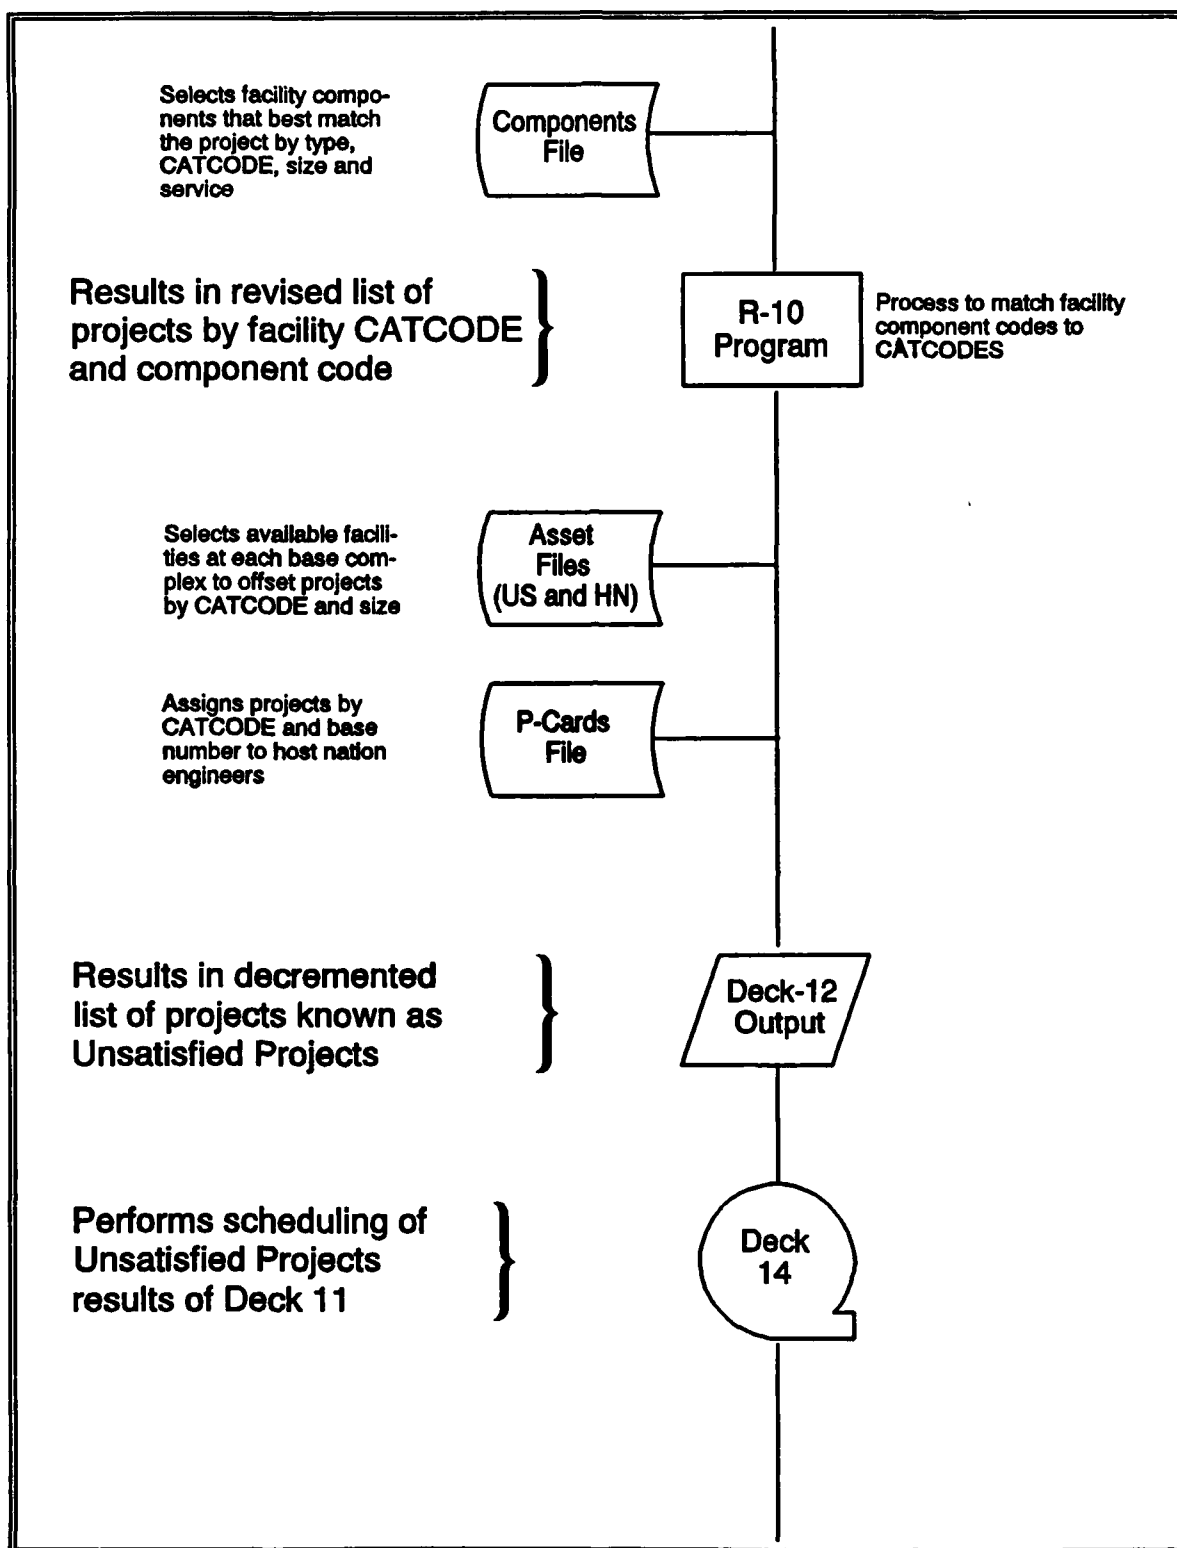 Selects facility compo-
nents that best match
the project by type,
CATCODE, size and
service
Components
File
Results in revised list of
projects by facility CATCODE
and component code
R-10
Program
Process to match facility
component codes to
CATCODES
Selects available facili-
ties at each base com-
plex to offset projects
by CATCODE and size
Asset
Files
(US and HN)
Assigns projects by
CATCODE and base
number to host nation
engineers
P-Cards
File
Results in decremented
list of projects known as
Unsatisfied Projects
Deck-12
Output
Performs scheduling of
Unsatisfied Projects
results of Deck 11
Deck
14